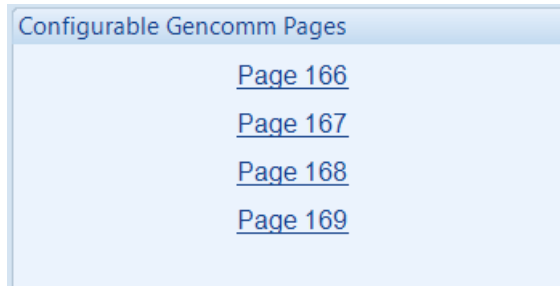 Configurable Gencomm Pages
Page 166
Page 167
Page 168
Page 169